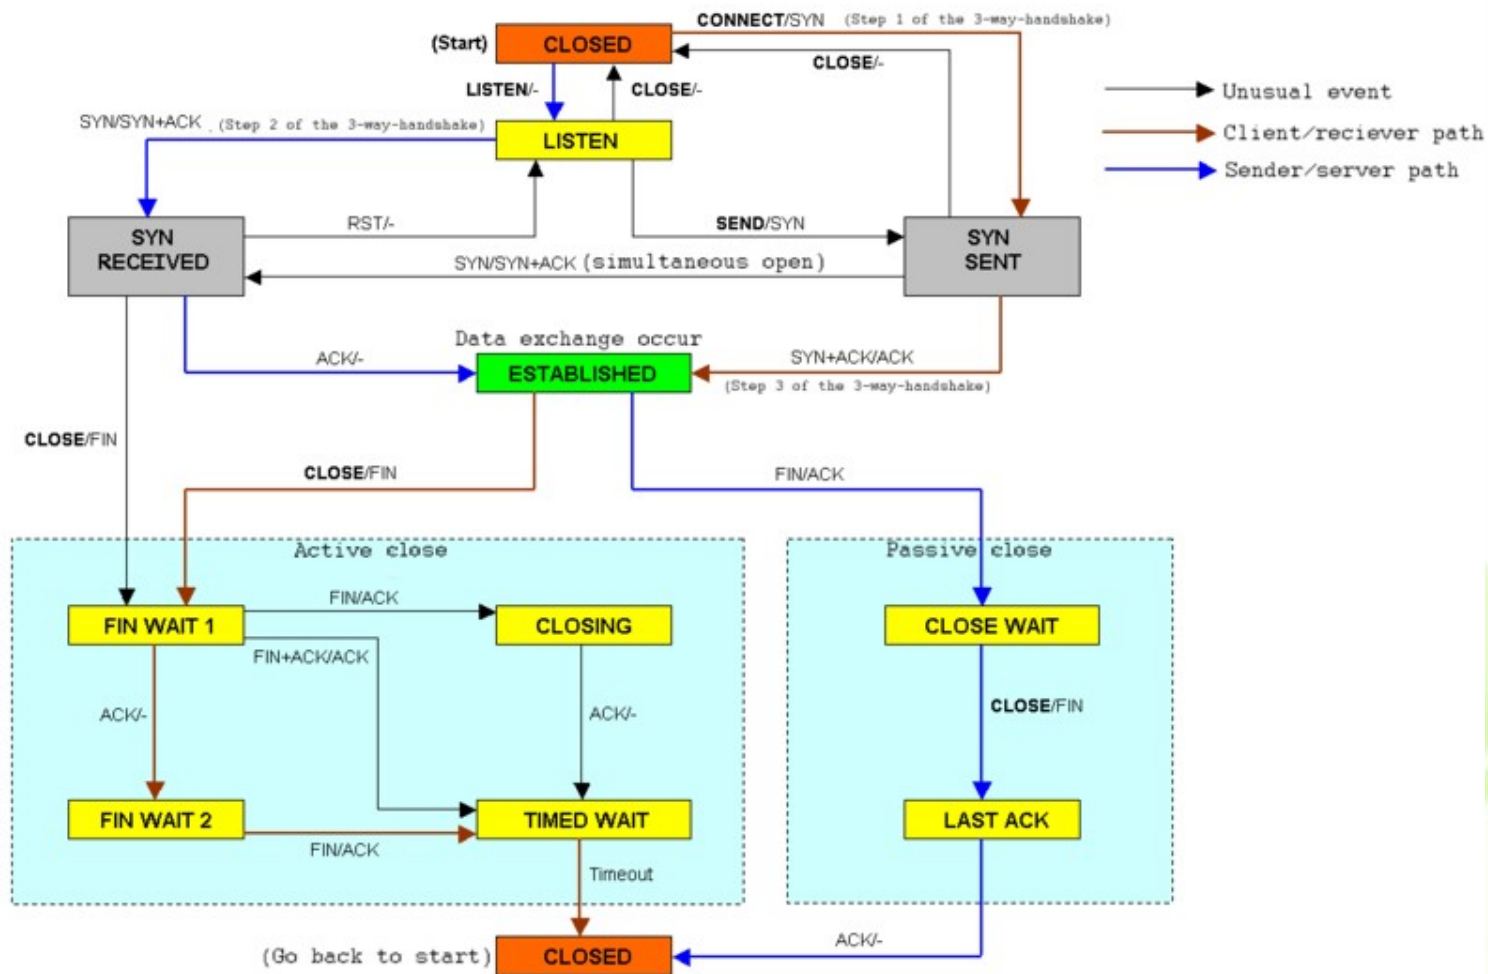 CONNECT/SYN (Step 1 of the 3-way-handshake)
(Start) CLOSED
CLOSE/-
LISTEN/-
CLOSE/-
Unusual event
SYN/SYN+ACK (Step 2 of the 3-way-handshake)
LISTEN
Client/reciever path
Sender/server path
RST/-
SEND/SYN
SYN
RECEIVED
SYN
SENT
SYN/SYN+ACK (simultaneous open)
Data exchange occur
ACK/-
ESTABLISHED
SYN+ACK/ACK
(Step 3 of the 3-way-handshake)
CLOSE/FIN
CLOSE/FIN
FIN/ACK
Active close
Passive close
FIN WAIT 1
FIN/ACK
CLOSING
CLOSE WAIT
FIN+ACK/ACK
ACK/-
ACK/-
CLOSE/FIN
FIN WAIT 2
TIMED WAIT
LAST ACK
FIN/ACK
Timeout
(Go back to start) CLOSED
ACK/-